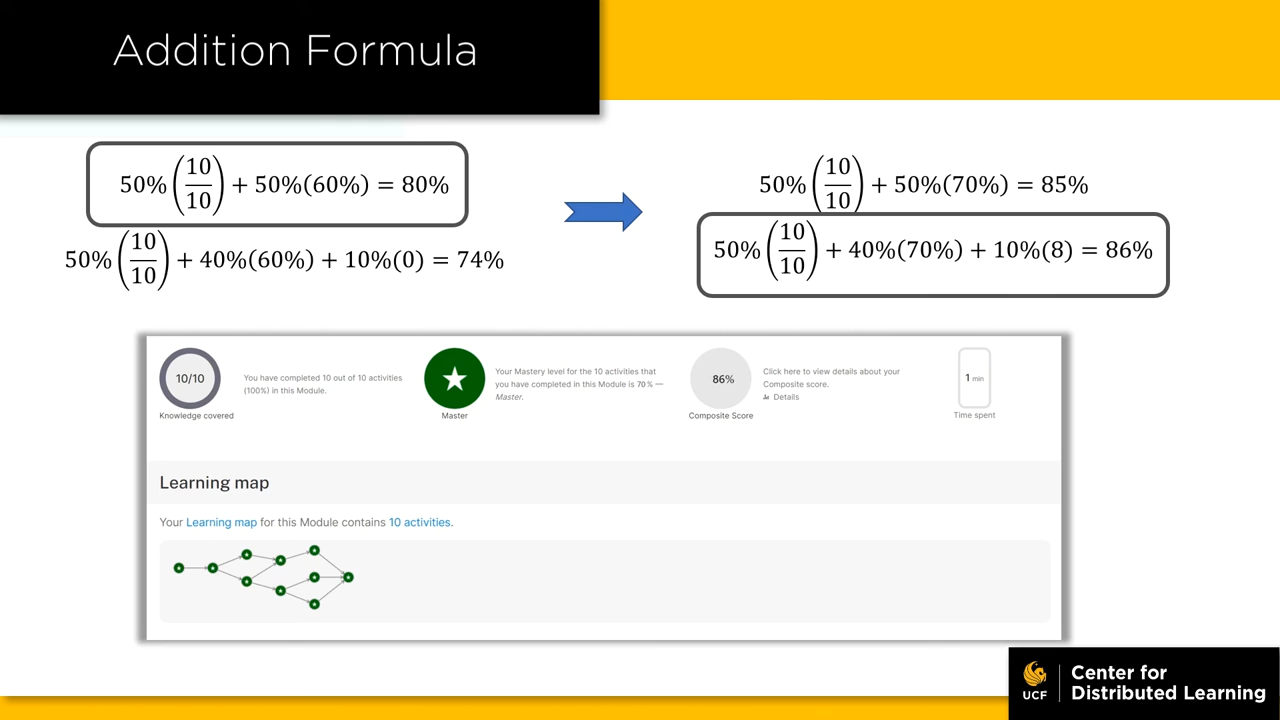 Addition Formula
50%(10/10) + 50%(60%) = 80%
50%(10/10) + 40%(60%) + 10%(0) = 74%
50%(10/10) + 50%(70%) = 85%
50%(10/10) + 40%(70%) + 10%(8) = 86%
10/10
Knowledge covered
You have completed 10 out of 10 activities
(100%) in this Module.
Master
Your Mastery level for the 10 activities that
you have completed in this Module is 70 % —
Master.
86%
Composite Score
Click here to view details about your
Composite score.
Details
1 min
Time spent
Learning map
Your Learning map for this Module contains 10 activities.
UCF
Center for
Distributed Learning